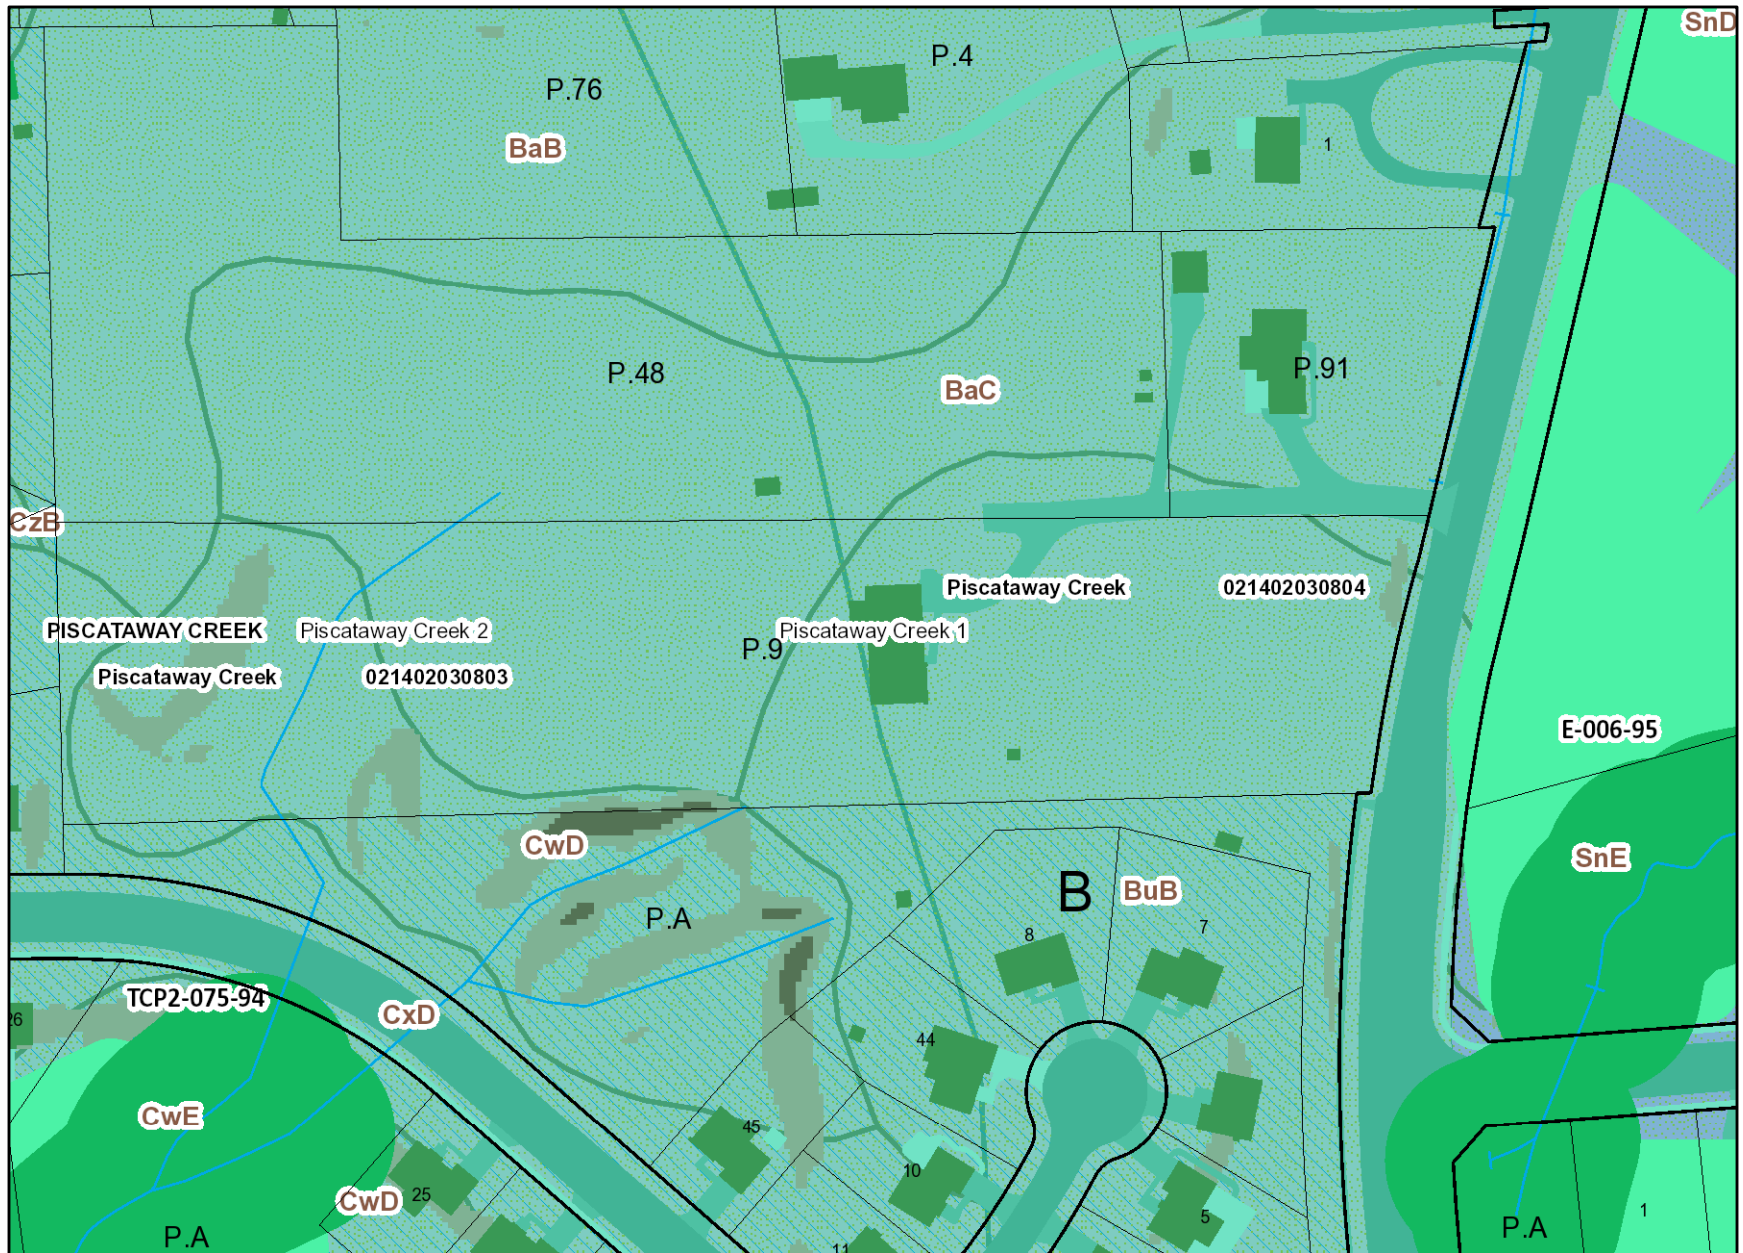 SnD
P.4
P.76
BaB
1
P.48
P.91
BaC
CzB
Piscataway Creek
021402030804
PISCATAWAY CREEK
Piscataway Creek 2
P.9
Piscataway Creek 1
Piscataway Creek
021402030803
E-006-95
CwD
SnE
B
BuB
P.A
7
8
TCP2-075-94
CxD
26
44
CwE
45
10
25
CwD
5
1
P.A
P.A
11